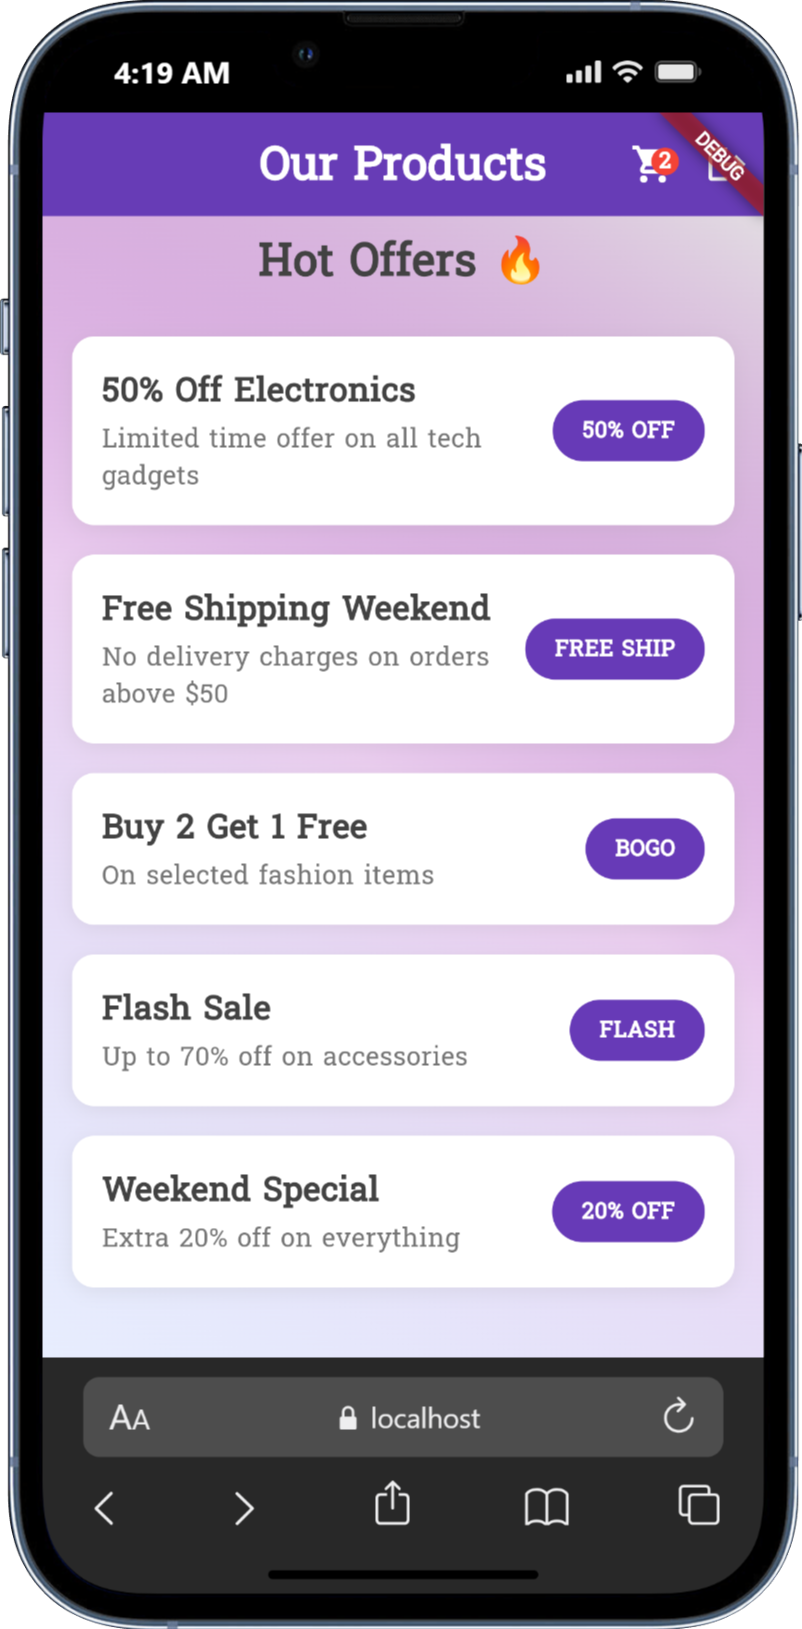 4:19 AM
Our Products
2
DEBUG
Hot Offers 🔥
50% Off Electronics
Limited time offer on all tech
gadgets
50% OFF
Free Shipping Weekend
No delivery charges on orders
above $50
FREE SHIP
Buy 2 Get 1 Free
On selected fashion items
BOGO
Flash Sale
Up to 70% off on accessories
FLASH
Weekend Special
Extra 20% off on everything
20% OFF
AA
localhost